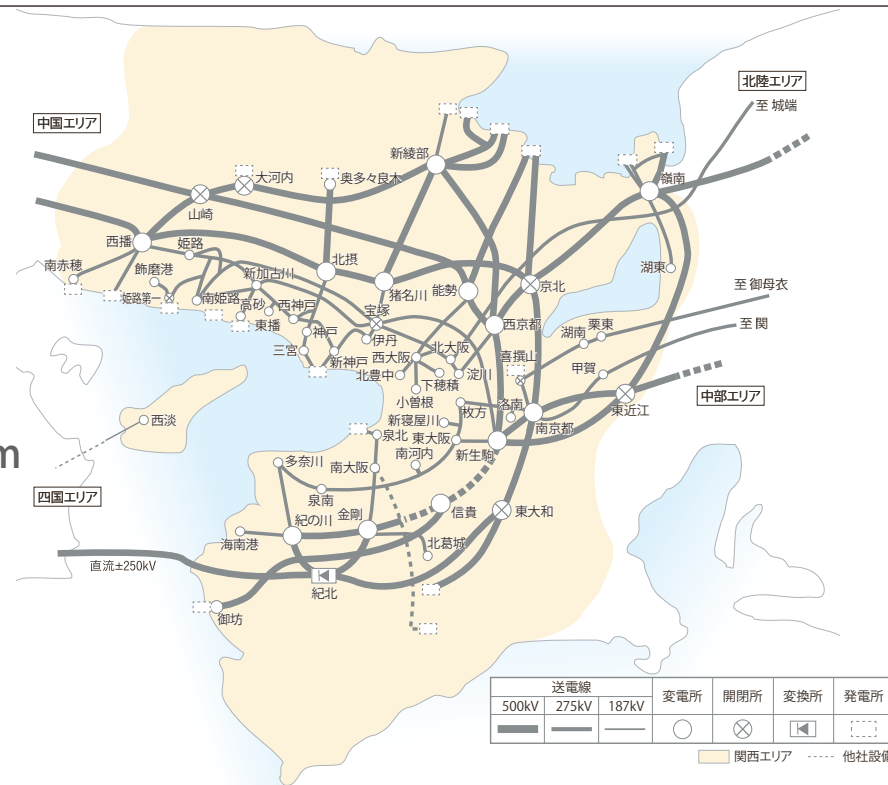 北陸エリア
至 城端
中国エリア
新綾部
大河内
奥多々良木
嶺南
山崎
西播
姫路
北摂
湖東
南赤穂
飾磨港
新加古川
猪名川
能勢
京北
至 御母衣
姫路第一
南姫路
高砂
西神戸
宝塚
西京都
栗東
至 関
東播
神戸
伊丹
湖南
三宮
新神戸
西大阪
北大阪
喜撰山
甲賀
北豊中
下穂積
淀川
中部エリア
小曽根
枚方
洛南
東近江
西淡
新寝屋川
南京都
泉北
東大阪
新生駒
m
多奈川
南大阪
南河内
四国エリア
泉南
紀の川
金剛
信貴
東大和
海南港
北葛城
直流±250kV
紀北
御坊
送電線
変電所
開閉所
変換所
発電所
500kV
275kV
187kV
関西エリア
他社設備